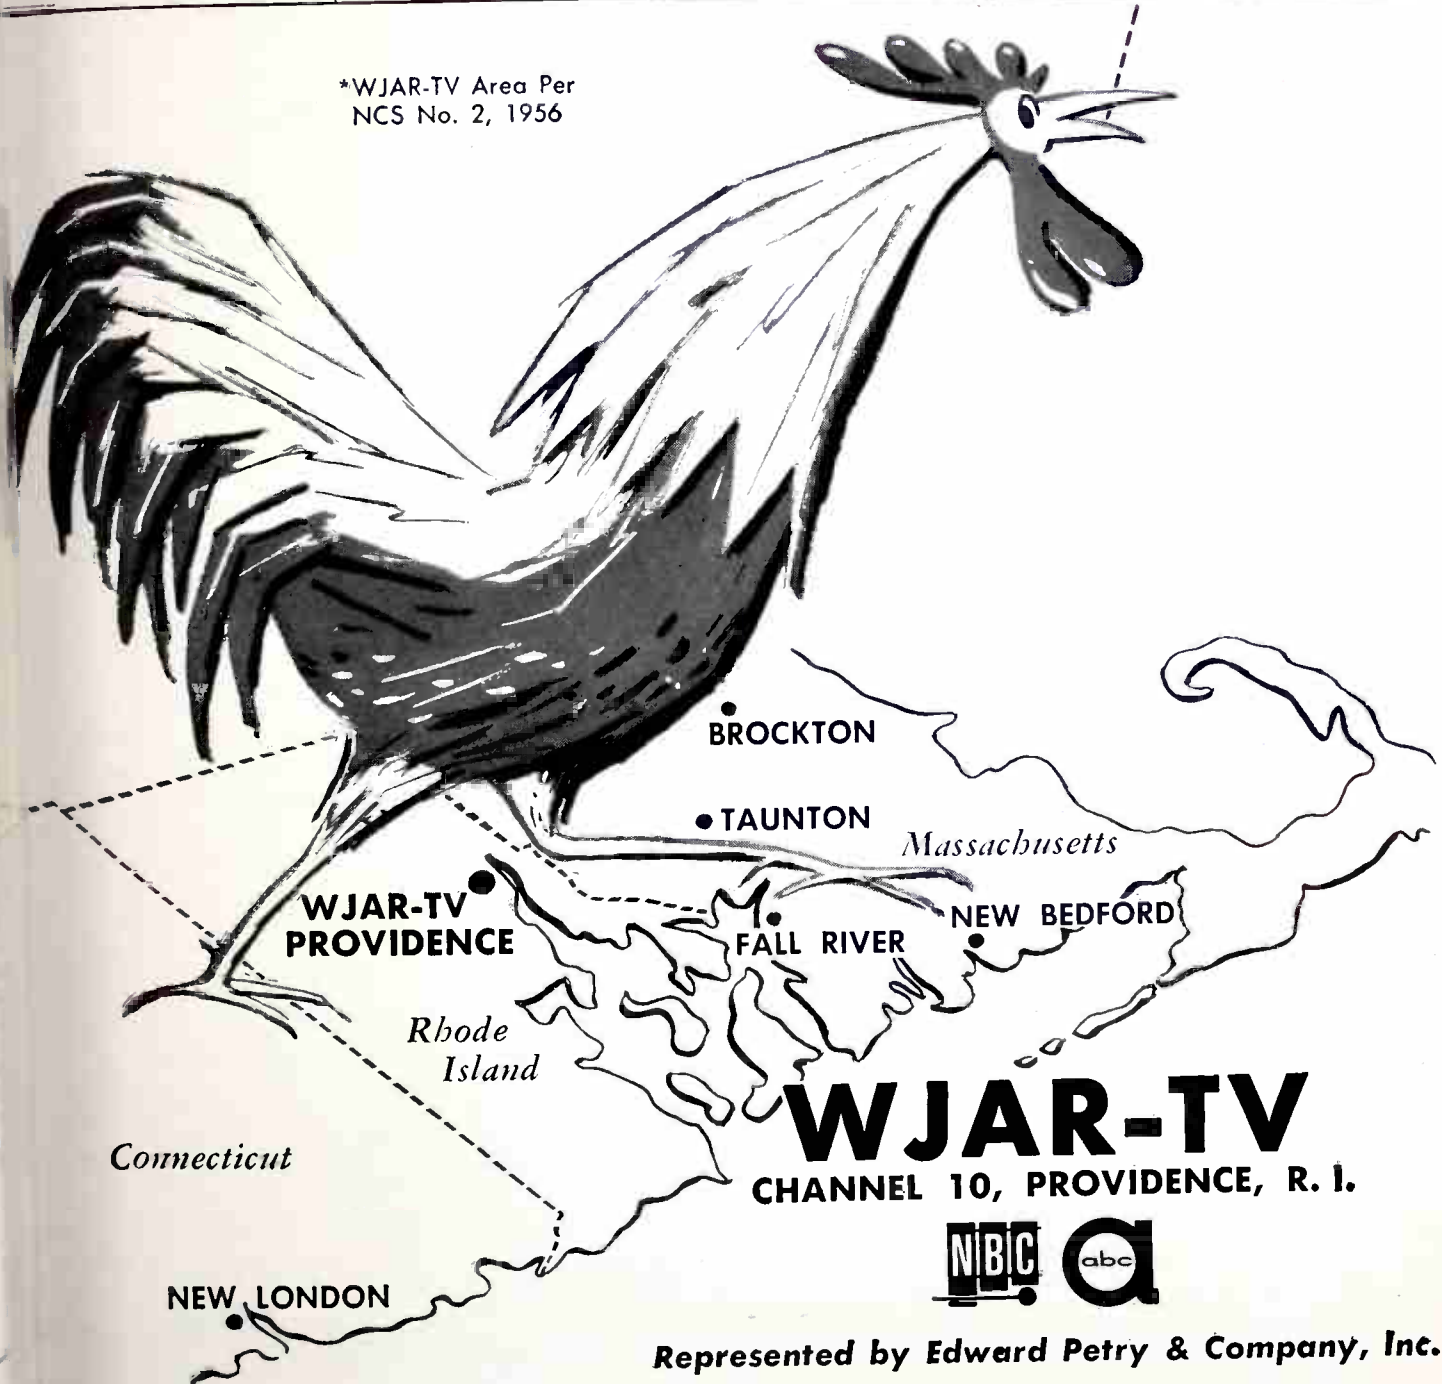 *WJAR-TV Area Per
NCS No. 2, 1956
BROCKTON
TAUNTON
Massachusetts
WJAR-TV
PROVIDENCE
NEW BEDFORD
FALL RIVER
Rhode
Island
WJAR-TV
CHANNEL 10, PROVIDENCE, R. I.
Connecticut
NBC
abc
NEW LONDON
Represented by Edward Petry & Company, Inc.